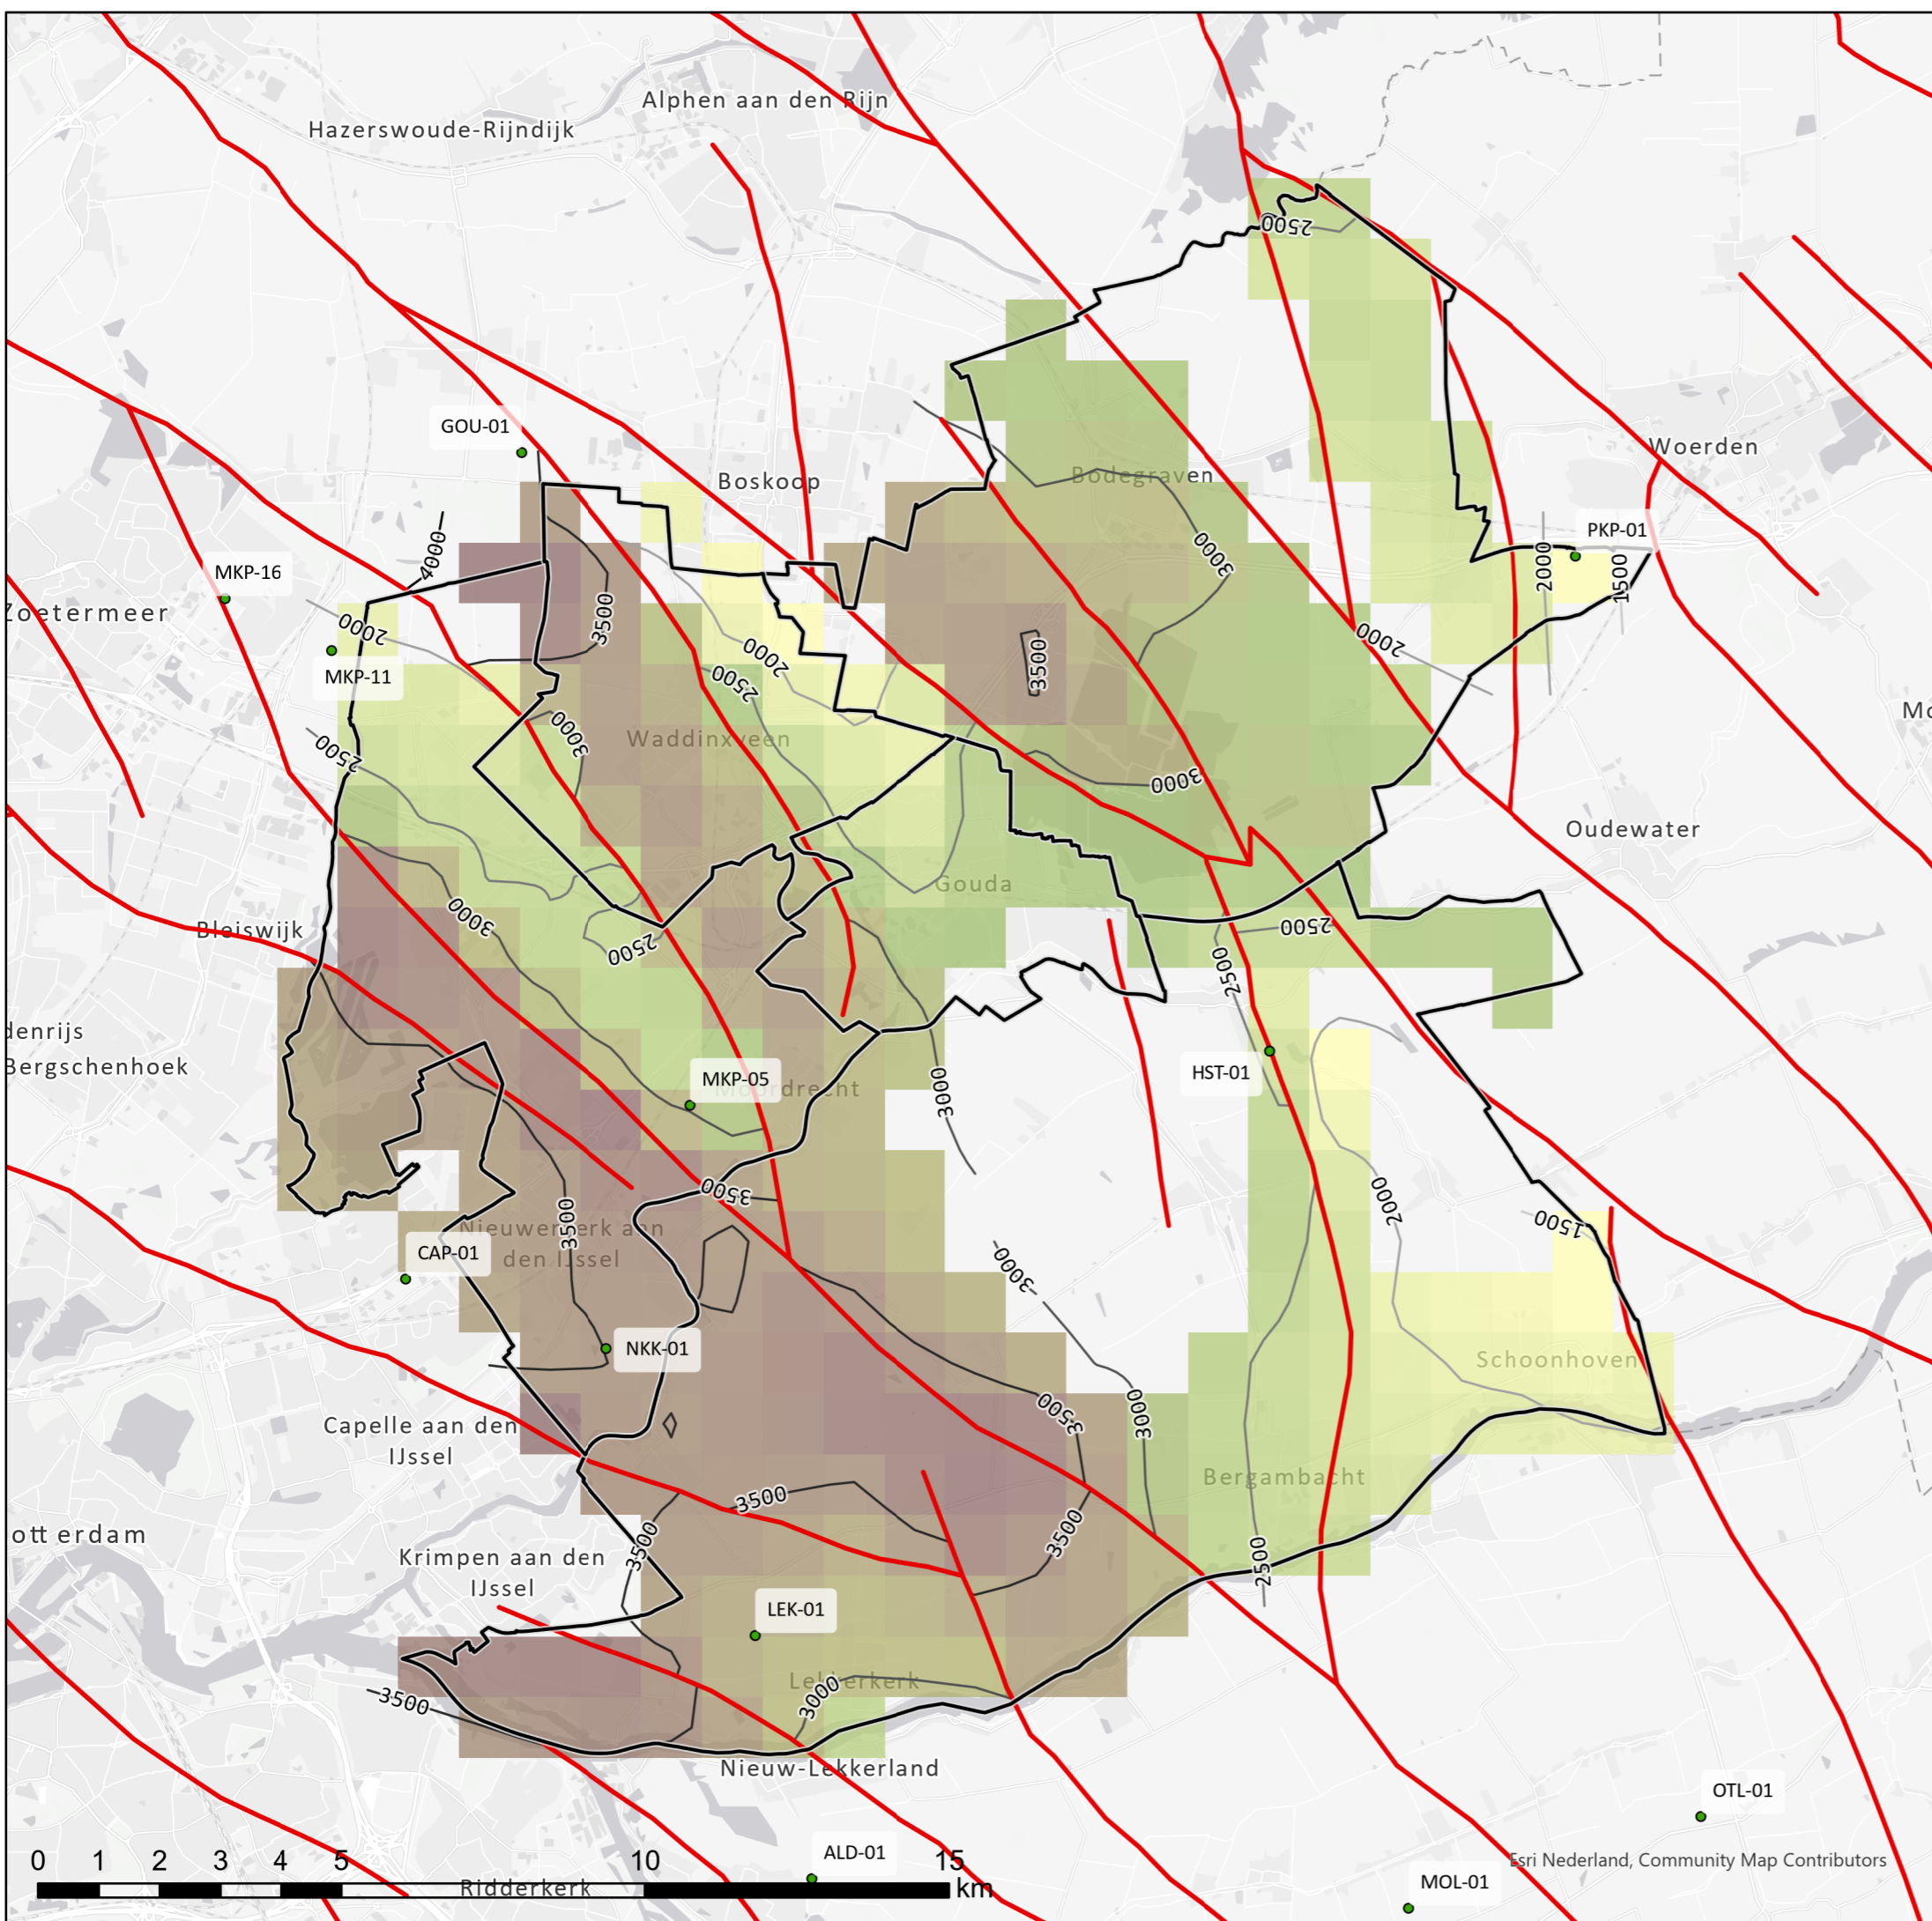 Alphen aan den Rijn
Hazerswoude-Rijndijk
2500
GOU-01
Woerden
Boskoop
Bodegraven
4000
3000
PKP-01
MKP-16
2000
1500
Zoetermeer
3500
2000
2000
3500
MKP-11
2000
2500
3000
Waddinxveen
2500
3000
Oudewater
Gouda
3000
Bleiswijk
2500
2500
2500
denrijs
Bergschenhoek
MKP-05
Moordrecht
3000
HST-01
3500
2000
3500
1500
Nieuwerkerk aan
den IJssel
CAP-01
3000
NKK-01
Schoonhoven
3500
3000
Capelle aan den
IJssel
Bergambacht
3500
otterdam
3500
3500
Krimpen aan den
IJssel
2500
LEK-01
Lekkerkerk
3500
3000
Nieuw-Lekkerland
OTL-01
ALD-01
Esri Nederland, Community Map Contributors
0 1 2 3 4 5 10 15
km
MOL-01
Ridderkerk